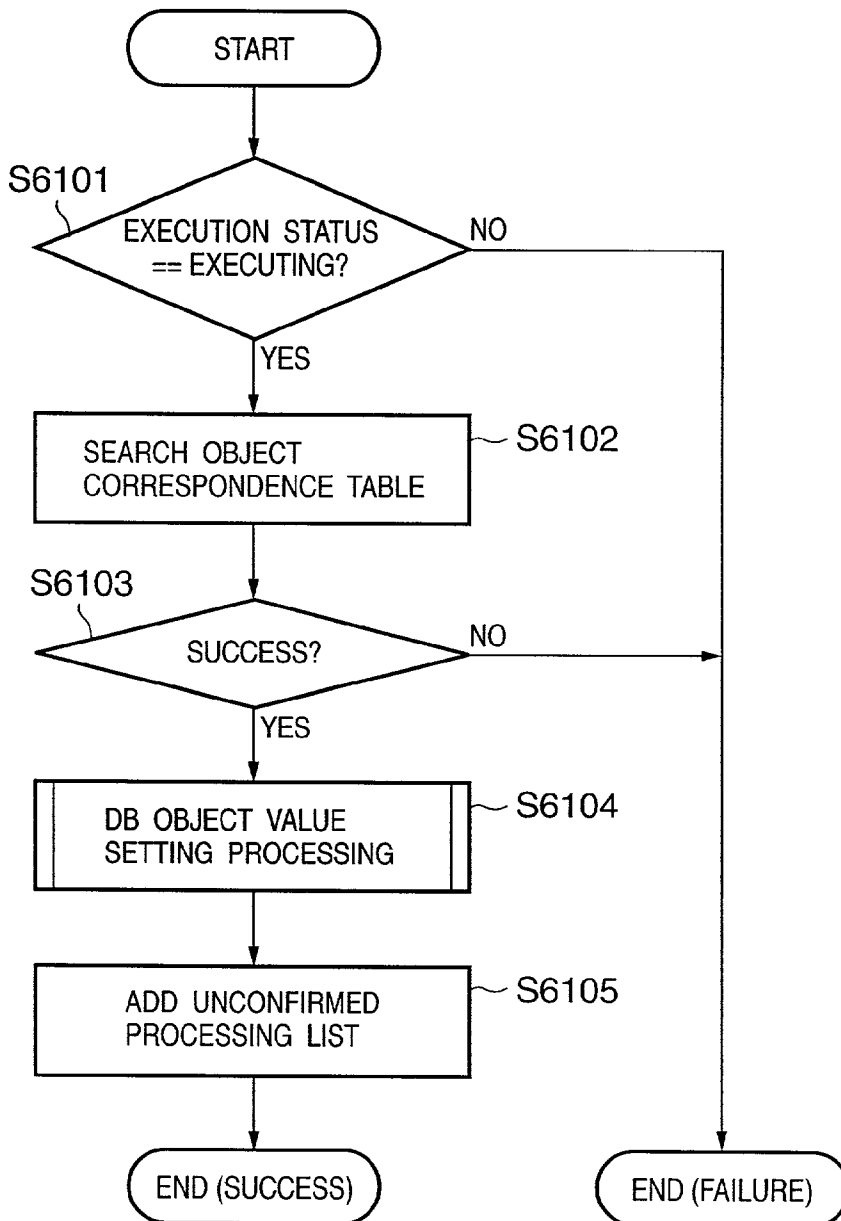 START
S6101
EXECUTION STATUS
== EXECUTING?
NO
YES
SEARCH OBJECT
CORRESPONDENCE TABLE
S6102
S6103
SUCCESS?
NO
YES
DB OBJECT VALUE
SETTING PROCESSING
S6104
ADD UNCONFIRMED
PROCESSING LIST
S6105
END (SUCCESS)
END (FAILURE)